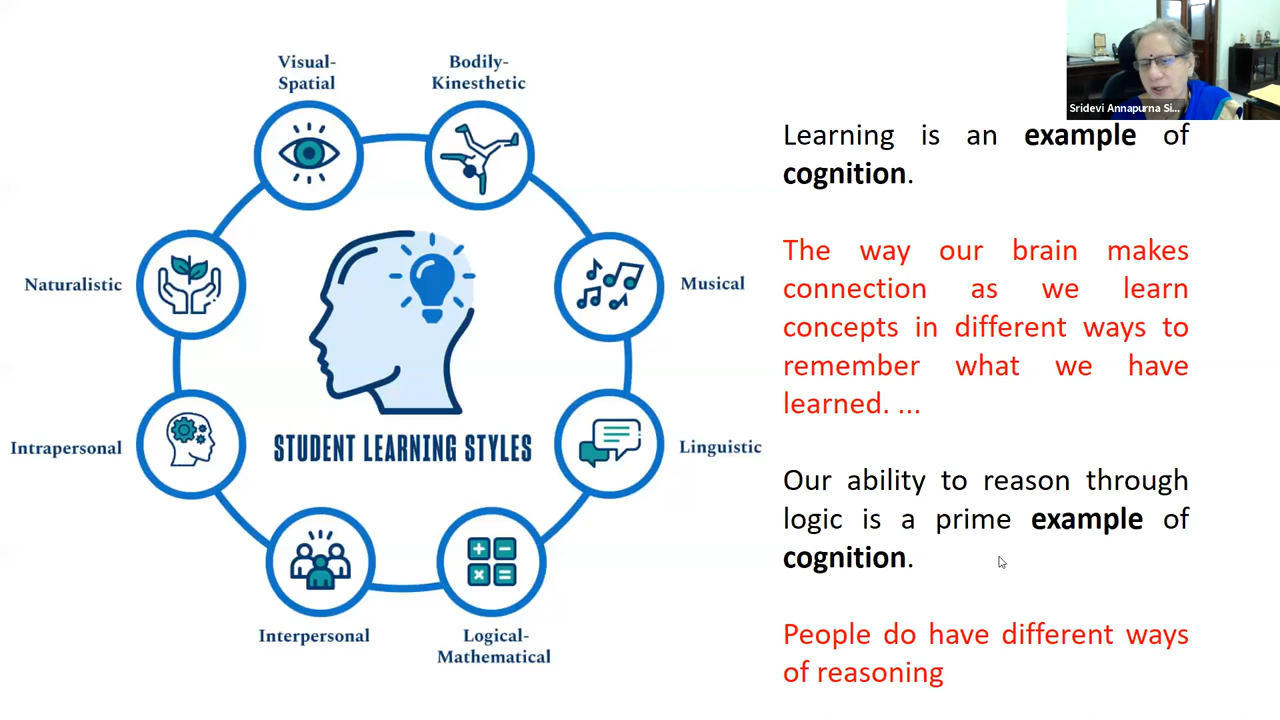 Visual-
Spatial
Bodily-
Kinesthetic
Naturalistic
Musical
Intrapersonal
STUDENT LEARNING STYLES
Linguistic
Interpersonal
Logical-
Mathematical
Sridevi Annapurna Si...
Learning is an example of
cognition.
The way our brain makes
connection as we learn
concepts in different ways to
remember what we have
learned. ...
Our ability to reason through
logic is a prime example of
cognition.
People do have different ways
of reasoning